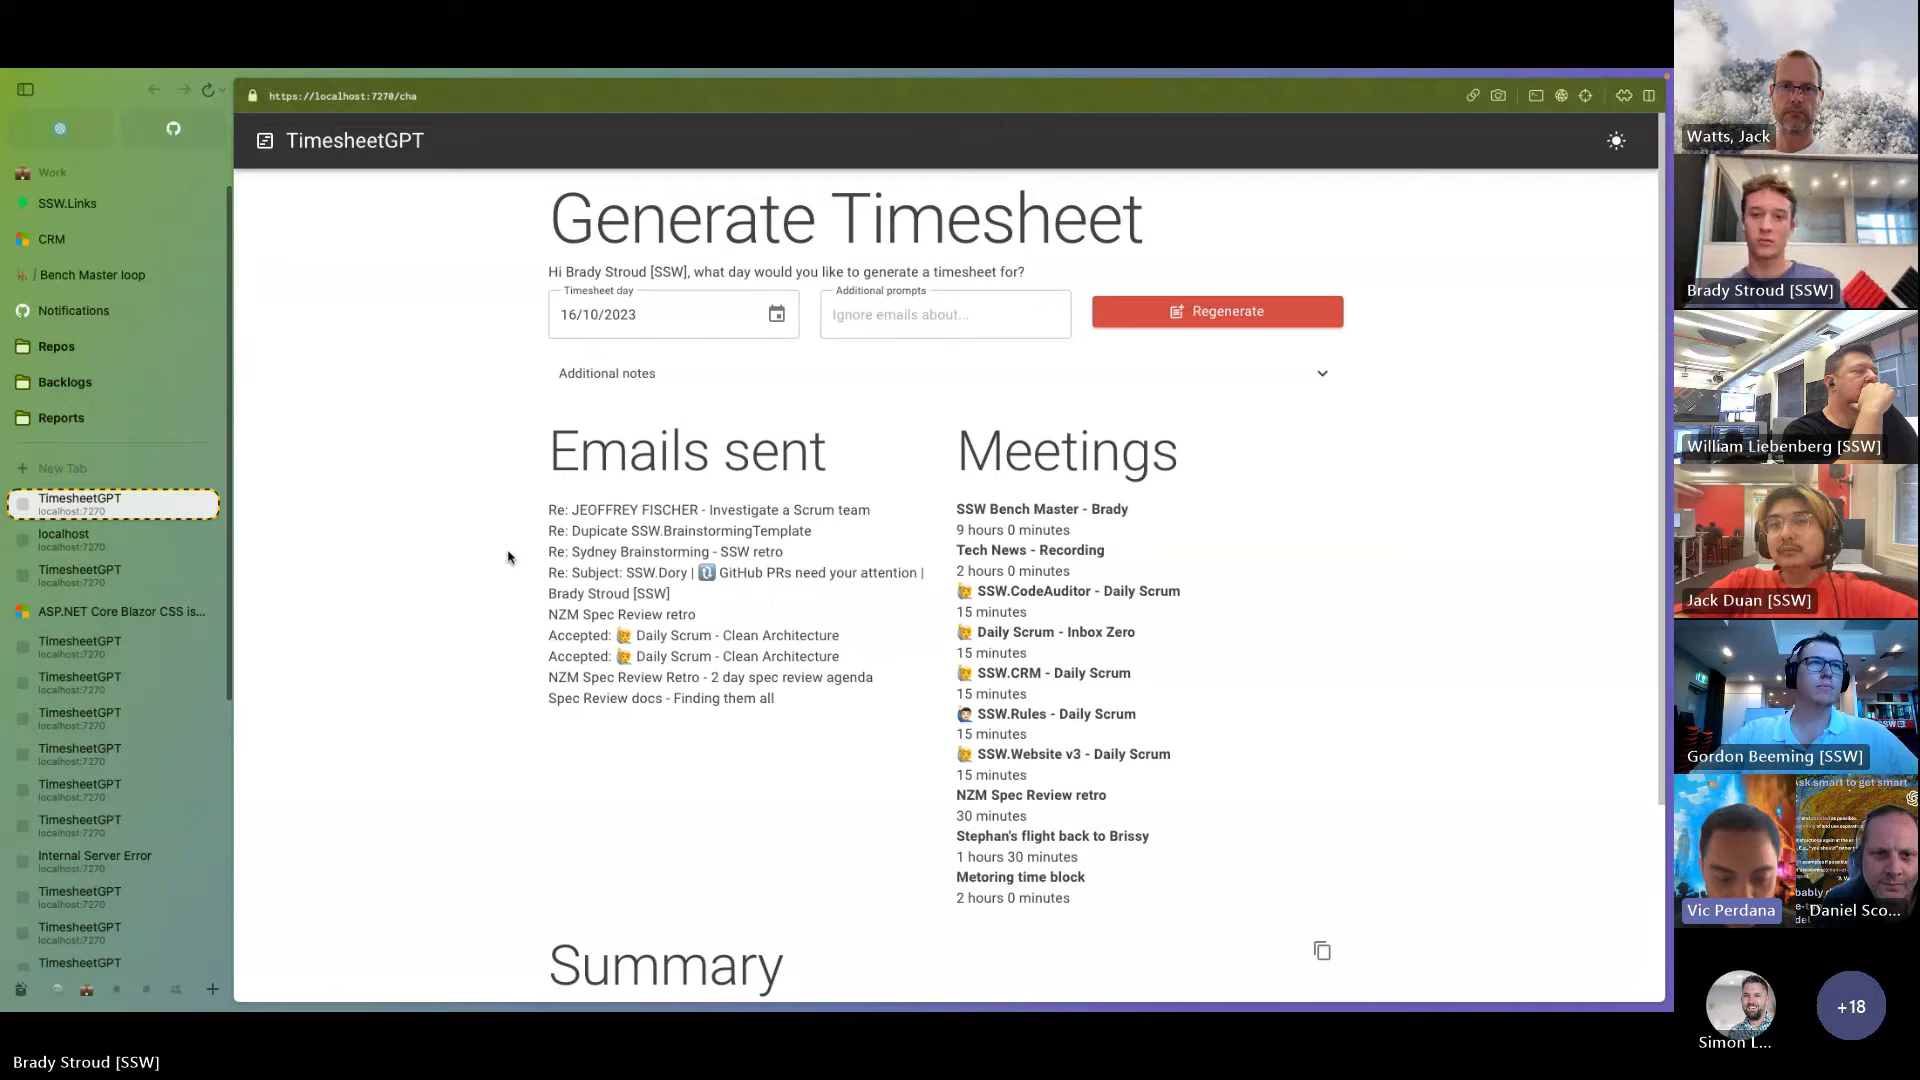 https://localhost:7270/cha
TimesheetGPT
Work
SSW.Links
CRM
/ Bench Master loop
Notifications
Repos
Backlogs
Reports
New Tab
TimesheetGPT
localhost:7270
localhost
localhost:7270
TimesheetGPT
localhost:7270
ASP.NET Core Blazor CSS is...
TimesheetGPT
localhost:7270
TimesheetGPT
localhost:7270
TimesheetGPT
localhost:7270
TimesheetGPT
localhost:7270
TimesheetGPT
localhost:7270
TimesheetGPT
localhost:7270
Internal Server Error
localhost:7270
TimesheetGPT
localhost:7270
TimesheetGPT
localhost:7270
TimesheetGPT
Generate Timesheet
Hi Brady Stroud [SSW], what day would you like to generate a timesheet for?
Timesheet day
16/10/2023
Additional prompts
Ignore emails about...
Regenerate
Additional notes
Emails sent
Re: JEOFFREY FISCHER - Investigate a Scrum team
Re: Dupicate SSW.BrainstormingTemplate
Re: Sydney Brainstorming - SSW retro
Re: Subject: SSW.Dory | 🔃 GitHub PRs need your attention |
Brady Stroud [SSW]
NZM Spec Review retro
Accepted: 🙋 Daily Scrum - Clean Architecture
Accepted: 🙋 Daily Scrum - Clean Architecture
NZM Spec Review Retro - 2 day spec review agenda
Spec Review docs - Finding them all
Meetings
SSW Bench Master - Brady
9 hours 0 minutes
Tech News - Recording
2 hours 0 minutes
🙋 SSW.CodeAuditor - Daily Scrum
15 minutes
🙋 Daily Scrum - Inbox Zero
15 minutes
🙋 SSW.CRM - Daily Scrum
15 minutes
🙋🏻‍♂️ SSW.Rules - Daily Scrum
15 minutes
🙋 SSW.Website v3 - Daily Scrum
15 minutes
NZM Spec Review retro
30 minutes
Stephan's flight back to Brissy
1 hours 30 minutes
Metoring time block
2 hours 0 minutes
Summary
Watts, Jack
Brady Stroud [SSW]
William Liebenberg [SSW]
Jack Duan [SSW]
Gordon Beeming [SSW]
Ask smart to get smart
Vic Perdana
Daniel Sco...
Simon L...
+18
Brady Stroud [SSW]